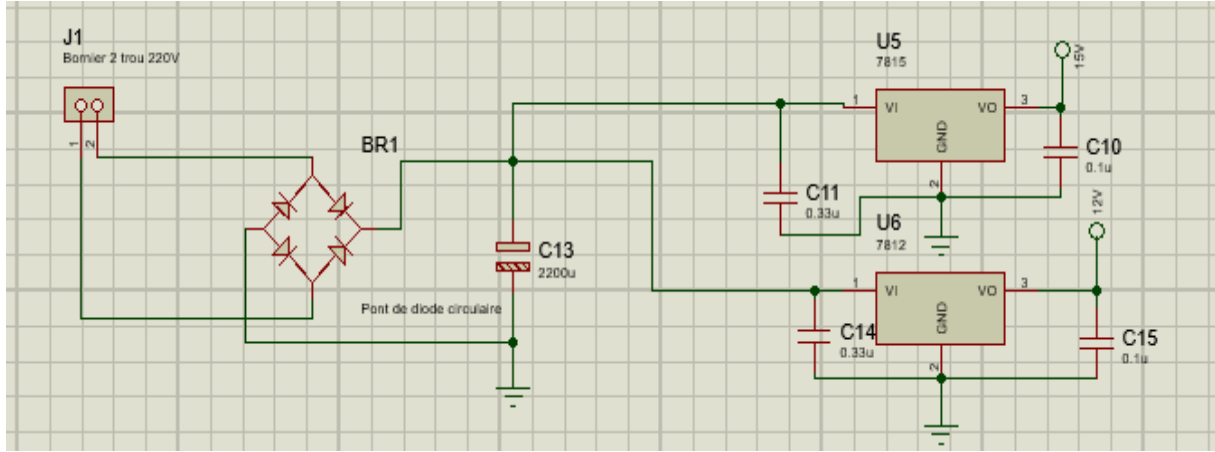 J1
Bornier 2 trou 220V
1
2
BR1
Pont de diode circulaire
C13
2200u
U5
7815
1
VI
VO
3
GND
2
15V
C10
0.1u
C11
0.33u
U6
7812
1
VI
VO
3
GND
2
12V
C14
0.33u
C15
0.1u